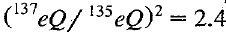 (¹³⁷eQ/ ¹³⁵eQ)² = 2.4